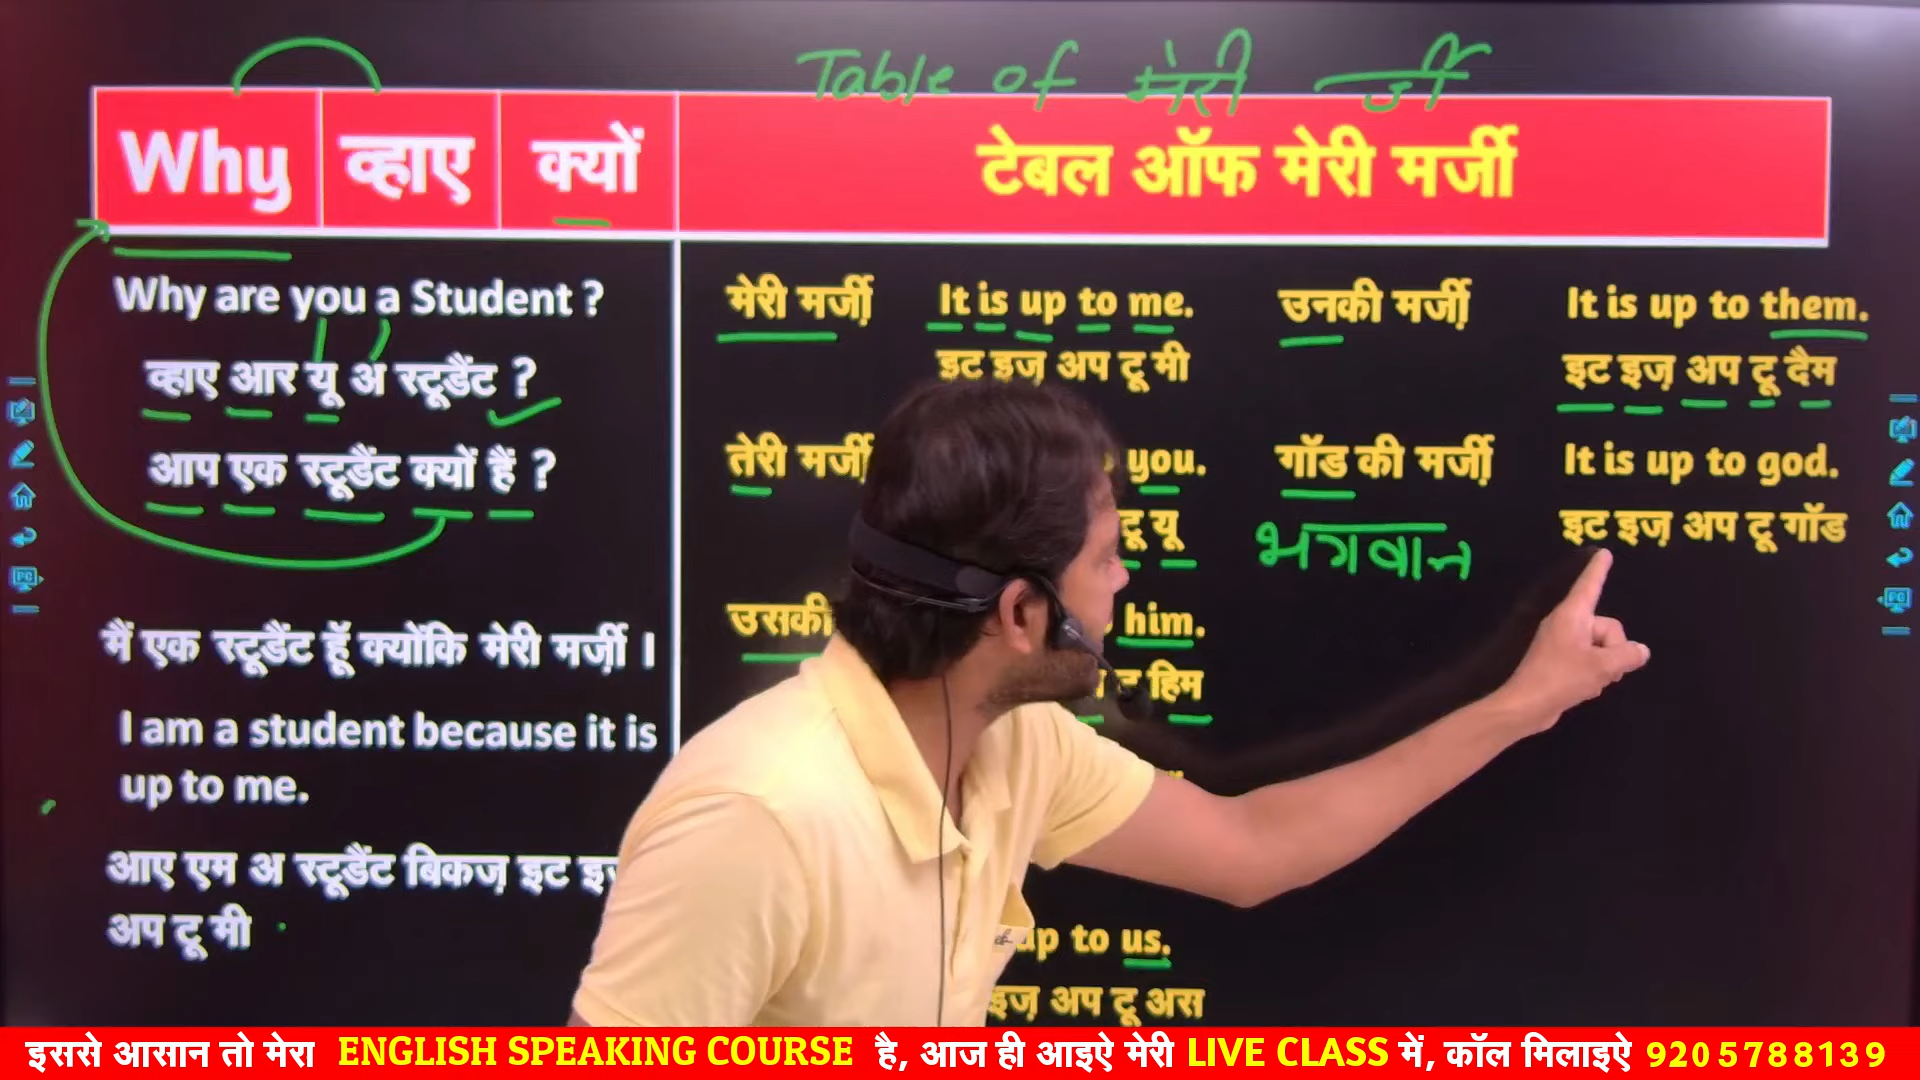 Table of मेरी र्जी
Why व्हाए क्यों टेबल ऑफ मेरी मर्जी
Why are you a Student ?
व्हाए आर यू अ स्टूडैंट ?
आप एक स्टूडैंट क्यों हैं ?
मैं एक स्टूडैंट हूॅं क्योंकि मेरी मर्ज़ी ।
I am a student because it is
up to me.
आए एम अ स्टूडैंट बिकज़ इट
अप टू मी
मेरी मर्ज़ी It is up to me.
इट इज़ अप टू मी
तेरी मर्ज़ी you.
टू यू
उसकी him.
टू हिम
up to us.
इज़ अप टू अस
उनकी मर्ज़ी It is up to them.
इट इज़ अप टू दैम
गॉड की मर्ज़ी It is up to god.
भगवान इट इज़ अप टू गॉड
इससे आसान तो मेरा ENGLISH SPEAKING COURSE है, आज ही आइऐ मेरी LIVE CLASS में, कॉल मिलाइऐ 9205788139